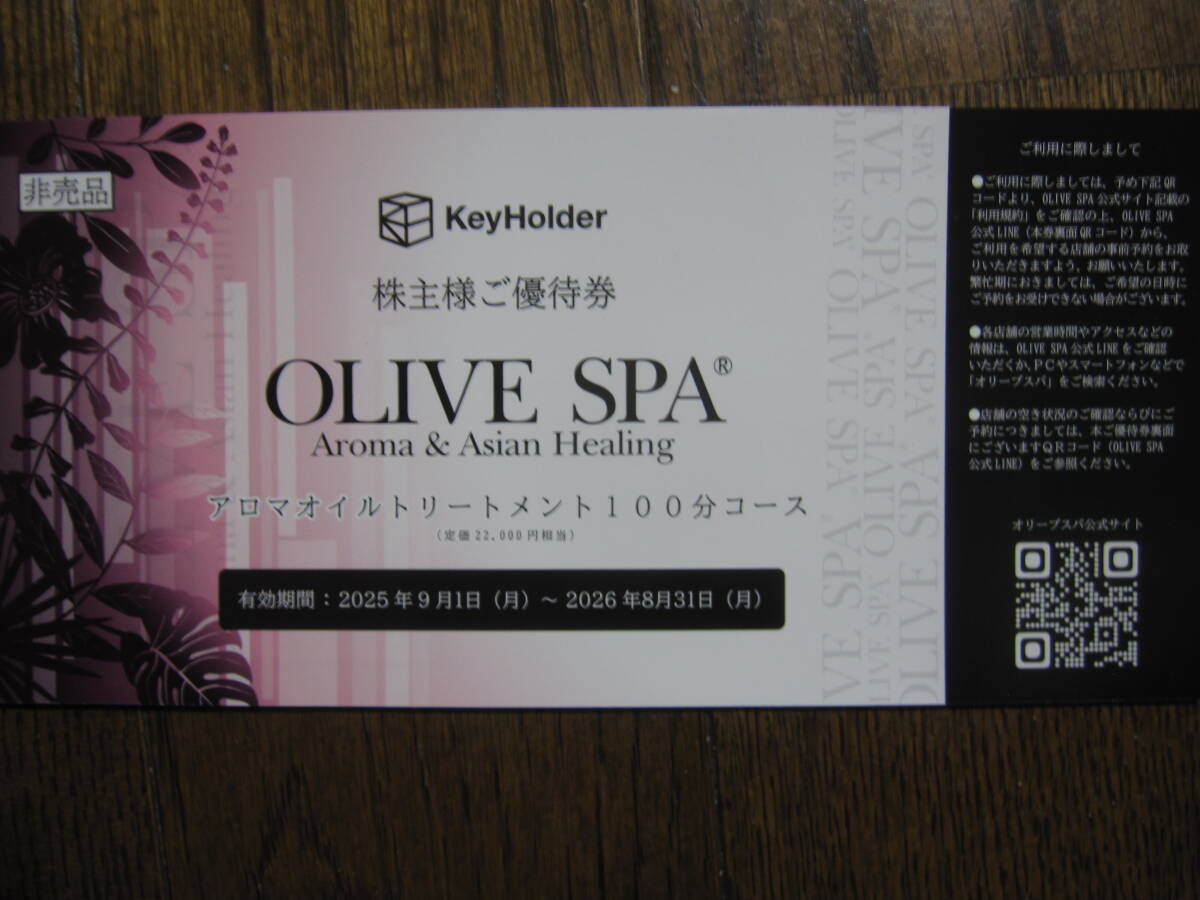 非売品
KeyHolder
株主様ご優待券
OLIVE SPA®
Aroma & Asian Healing
アロマオイルトリートメント100分コース
(定価22,000円相当)
有効期間:2025年9月1日(月)～2026年8月31日(月)
OLIVE SPA OLIVE SPA
ご利用に際しまして
●ご利用に際しましては、予め下記QR
コードより、OLIVE SPA公式サイト記載の
「利用規約」をご確認の上、OLIVE SPA
公式LINE(本券裏面QRコード)から、
ご利用を希望する店舗の事前予約をお取
りいただきますよう、お願いいたします。
繁忙期におきましては、ご希望の日時に
ご予約をお受けできない場合がございます。
●各店舗の営業時間やアクセスなどの
情報は、OLIVE SPA公式LINEをご確認
いただくか、PCやスマートフォンなどで
「オリーブスパ」をご検索ください。
●店舗の空き状況のご確認ならびにご
予約につきましては、本ご優待券裏面
にございますQRコード(OLIVE SPA
公式LINE)をご参照ください。
オリーブスパ公式サイト